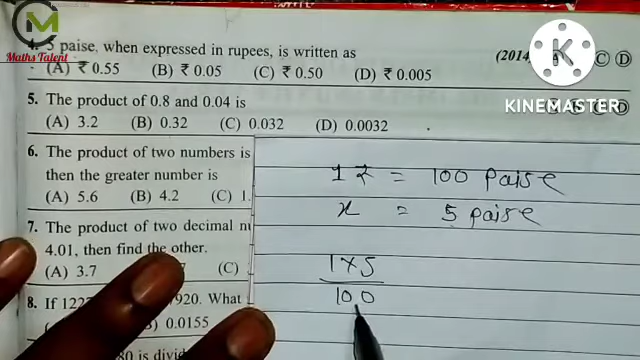 M
Maths Talent
K
KINEMASTER
5 paise, when expressed in rupees, is written as
(A) ₹ 0.55 (B) ₹ 0.05 (C) ₹ 0.50 (D) ₹ 0.005
(2014)
C D
5. The product of 0.8 and 0.04 is
(A) 3.2 (B) 0.32 (C) 0.032 (D) 0.0032
6. The product of two numbers is
then the greater number is
(A) 5.6 (B) 4.2 (C) 1.
7. The product of two decimal
4.01, then find the other.
(A) 3.7 (C)
8. If 122 7920. What
0.0155
80 is
1 ₹ = 100 paise
x = 5 paise
1 × 5
100